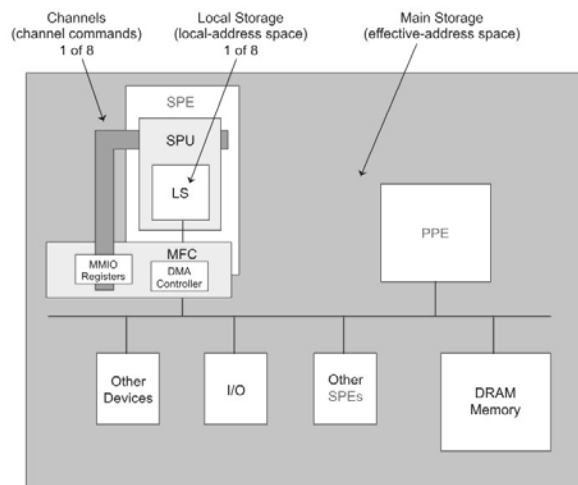 Channels
(channel commands)
1 of 8
Local Storage
(local-address space)
1 of 8
Main Storage
(effective-address space)
SPE
SPU
LS
MFC
MMIO
Registers
DMA
Controller
PPE
Other
Devices
I/O
Other
SPEs
DRAM
Memory